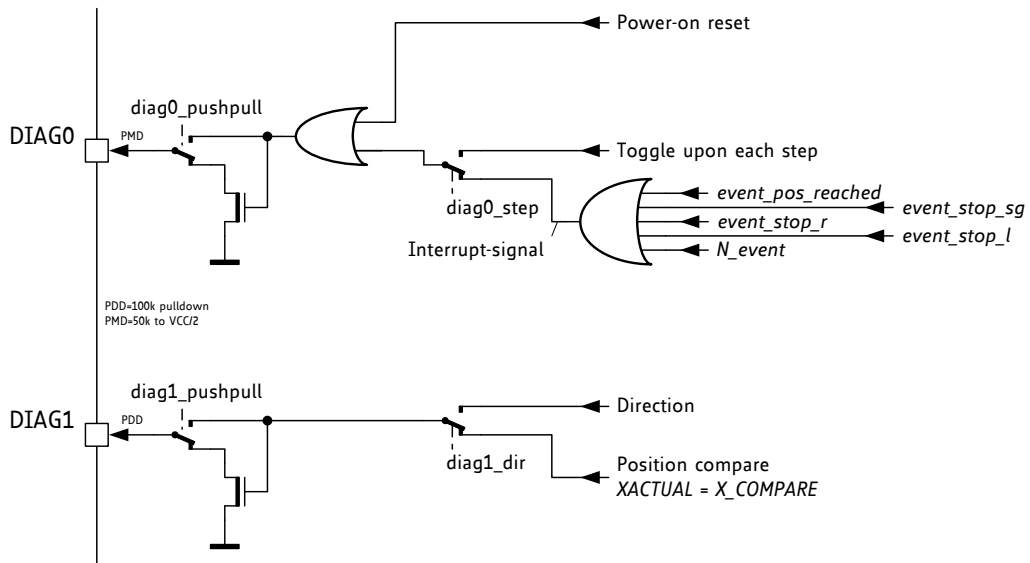 Power-on reset
diag0_pushpull
DIAG0
PMD
Toggle upon each step
diag0_step
event_pos_reached
event_stop_sg
event_stop_r
event_stop_l
Interrupt-signal
N_event
PDD=100k pulldown
PMD=50k to VCC/2
diag1_pushpull
DIAG1
PDD
Direction
diag1_dir
Position compare
XACTUAL = X_COMPARE